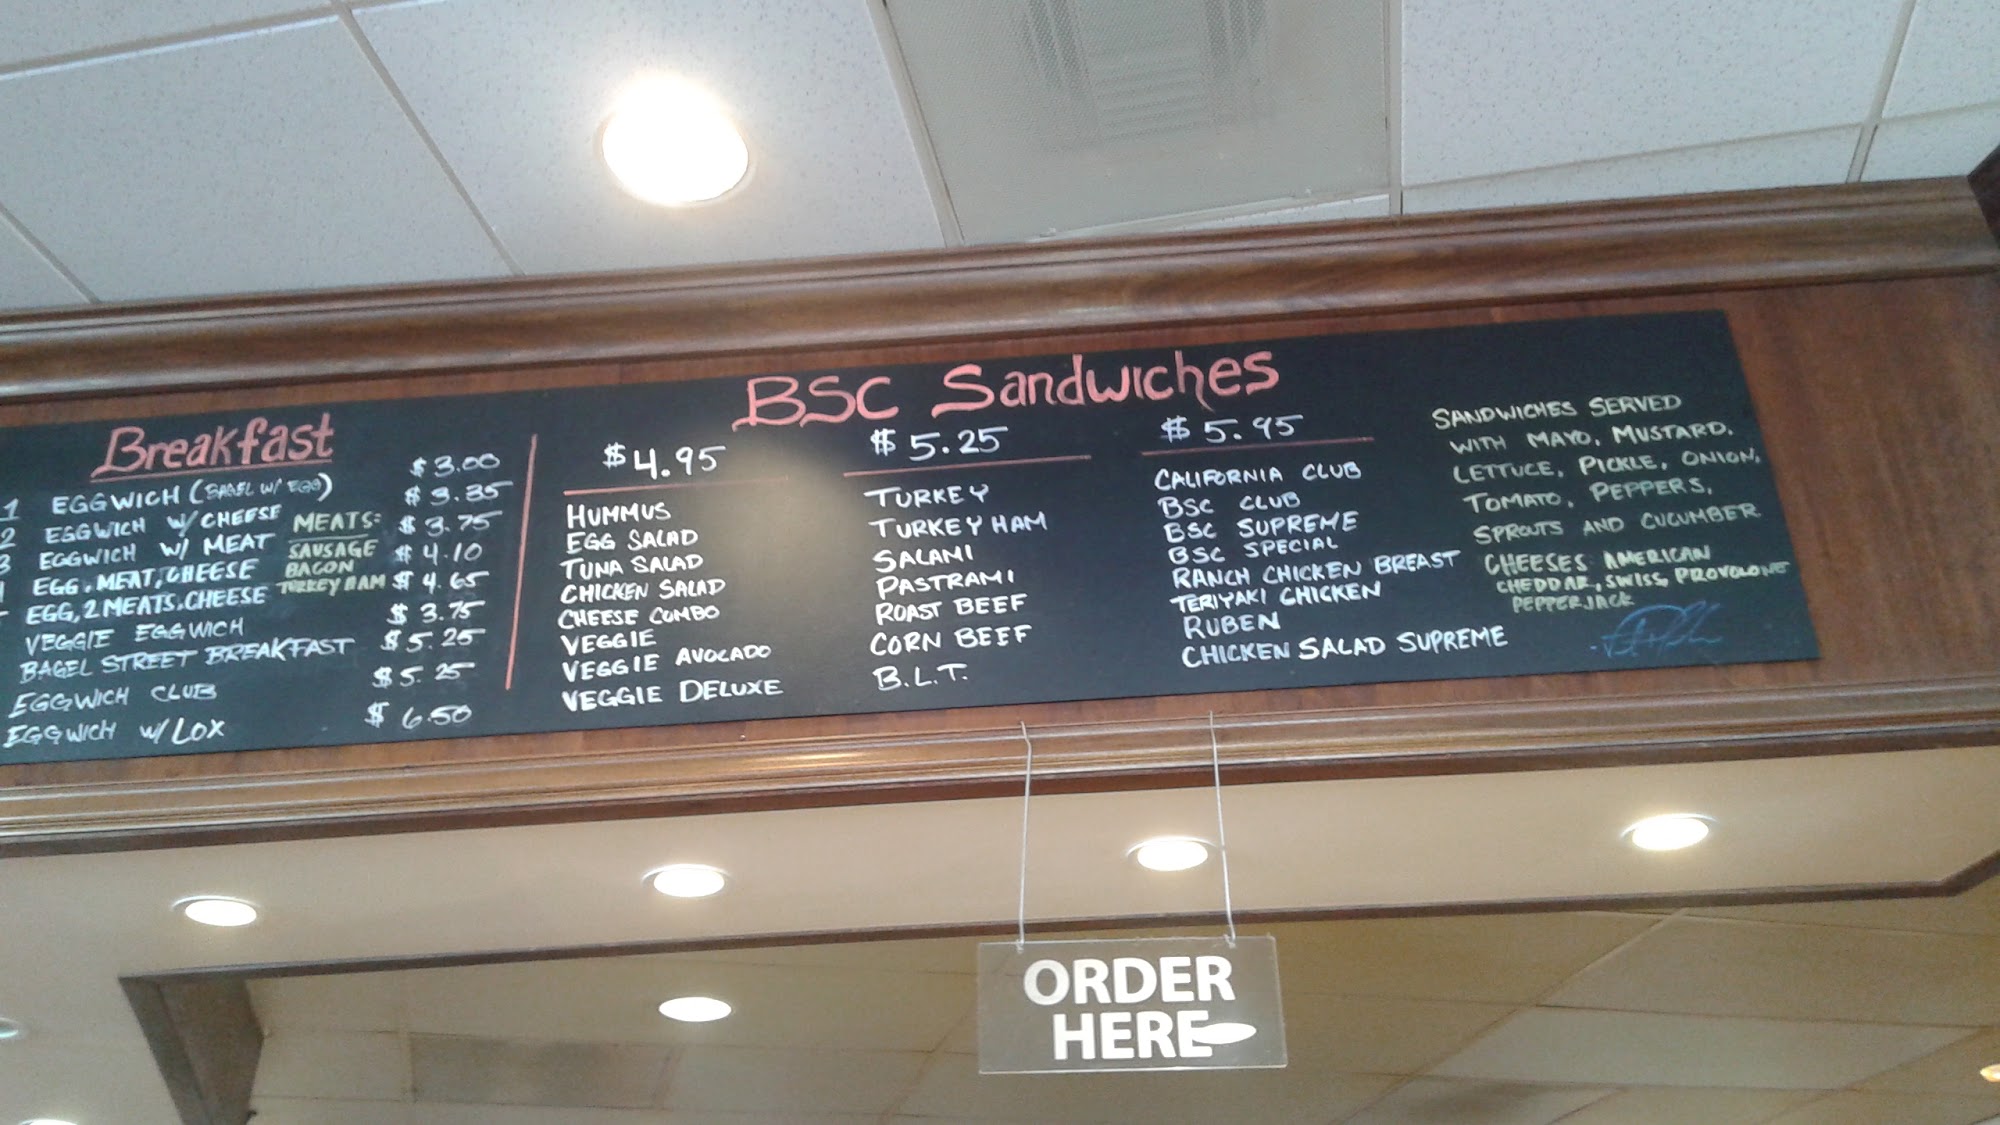 Breakfast
1 EGGWICH (BAGEL W/ EGG) $3.00
2 EGGWICH W/ CHEESE $3.35
3 EGGWICH W/ MEAT $3.75
EGG, MEAT, CHEESE $4.10
EGG, 2 MEATS, CHEESE $4.65
VEGGIE EGGWICH $3.75
BAGEL STREET BREAKFAST $5.25
EGGWICH CLUB $5.25
EGGWICH W/ LOX $6.50
MEATS:
SAUSAGE
BACON
TURKEY HAM
BSC Sandwiches
$4.95
HUMMUS
EGG SALAD
TUNA SALAD
CHICKEN SALAD
CHEESE COMBO
VEGGIE
VEGGIE AVOCADO
VEGGIE DELUXE
$5.25
TURKEY
TURKEY HAM
SALAMI
PASTRAMI
ROAST BEEF
CORN BEEF
B.L.T.
$5.95
CALIFORNIA CLUB
BSC CLUB
BSC SUPREME
BSC SPECIAL
RANCH CHICKEN BREAST
TERIYAKI CHICKEN
RUBEN
CHICKEN SALAD SUPREME
SANDWICHES SERVED
WITH MAYO, MUSTARD,
LETTUCE, PICKLE, ONION,
TOMATO, PEPPERS,
SPROUTS AND CUCUMBER
CHEESES: AMERICAN
CHEDDAR, SWISS, PROVOLONE
PEPPERJACK
ORDER
HERE